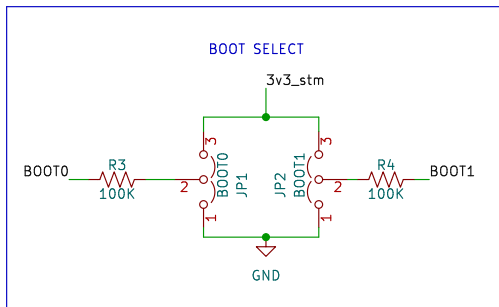 BOOT SELECT
3v3_stm
3
3
BOOT0
R3
100K
2
BOOT0
JP1
JP2
BOOT1
2
R4
100K
BOOT1
1
1
GND